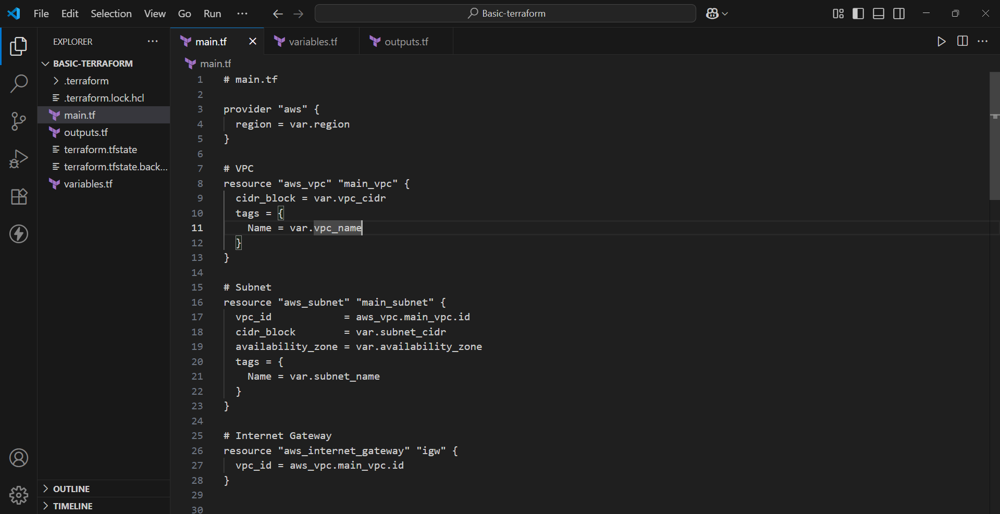 File Edit Selection View Go Run ···
Basic-terraform
EXPLORER ···
BASIC-TERRAFORM
.terraform
.terraform.lock.hcl
main.tf
outputs.tf
terraform.tfstate
terraform.tfstate.back...
variables.tf
OUTLINE
TIMELINE
main.tf variables.tf outputs.tf
main.tf
1 # main.tf
2
3 provider "aws" {
4   region = var.region
5 }
6
7 # VPC
8 resource "aws_vpc" "main_vpc" {
9   cidr_block = var.vpc_cidr
10   tags = {
11     Name = var.vpc_name
12   }
13 }
14
15 # Subnet
16 resource "aws_subnet" "main_subnet" {
17   vpc_id            = aws_vpc.main_vpc.id
18   cidr_block        = var.subnet_cidr
19   availability_zone = var.availability_zone
20   tags = {
21     Name = var.subnet_name
22   }
23 }
24
25 # Internet Gateway
26 resource "aws_internet_gateway" "igw" {
27   vpc_id = aws_vpc.main_vpc.id
28 }
29
30